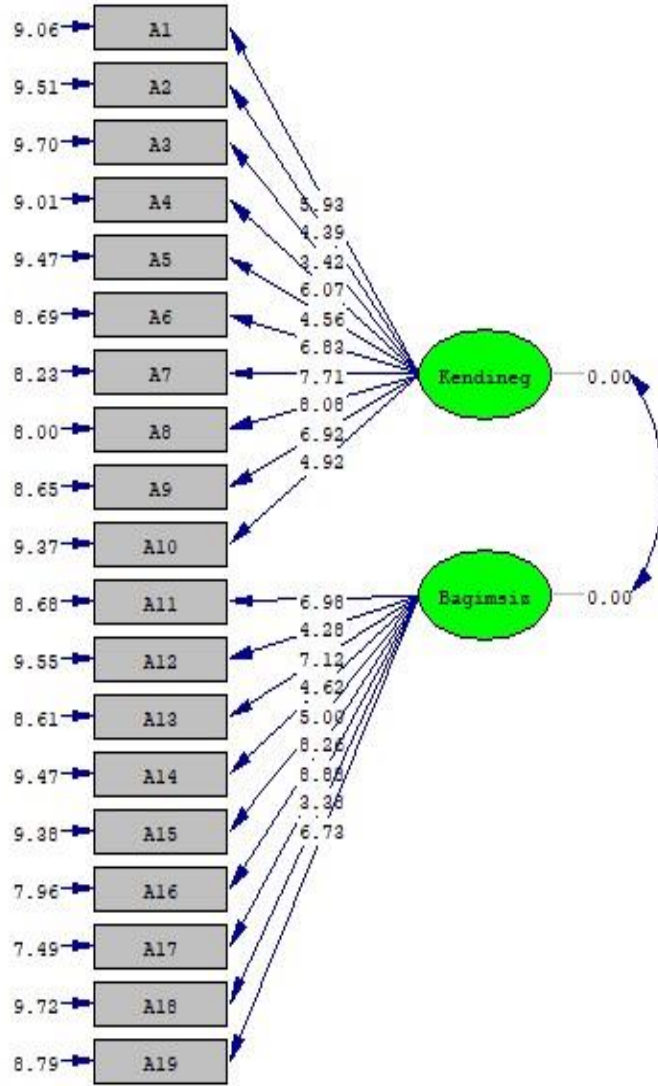 9.06 A1
9.51 A2
9.70 A3
9.01 A4
9.47 A5
8.69 A6
8.23 A7
8.00 A8
8.65 A9
9.37 A10
8.68 A11
9.55 A12
8.61 A13
9.47 A14
9.38 A15
7.96 A16
7.49 A17
9.72 A18
8.79 A19
5.93
4.39
3.42
6.07
4.56
6.83
7.71
8.08
6.92
4.92
Kendineg 0.00
Bagimsiz 0.00
6.98
4.28
7.12
4.62
5.00
8.26
8.88
3.38
6.73